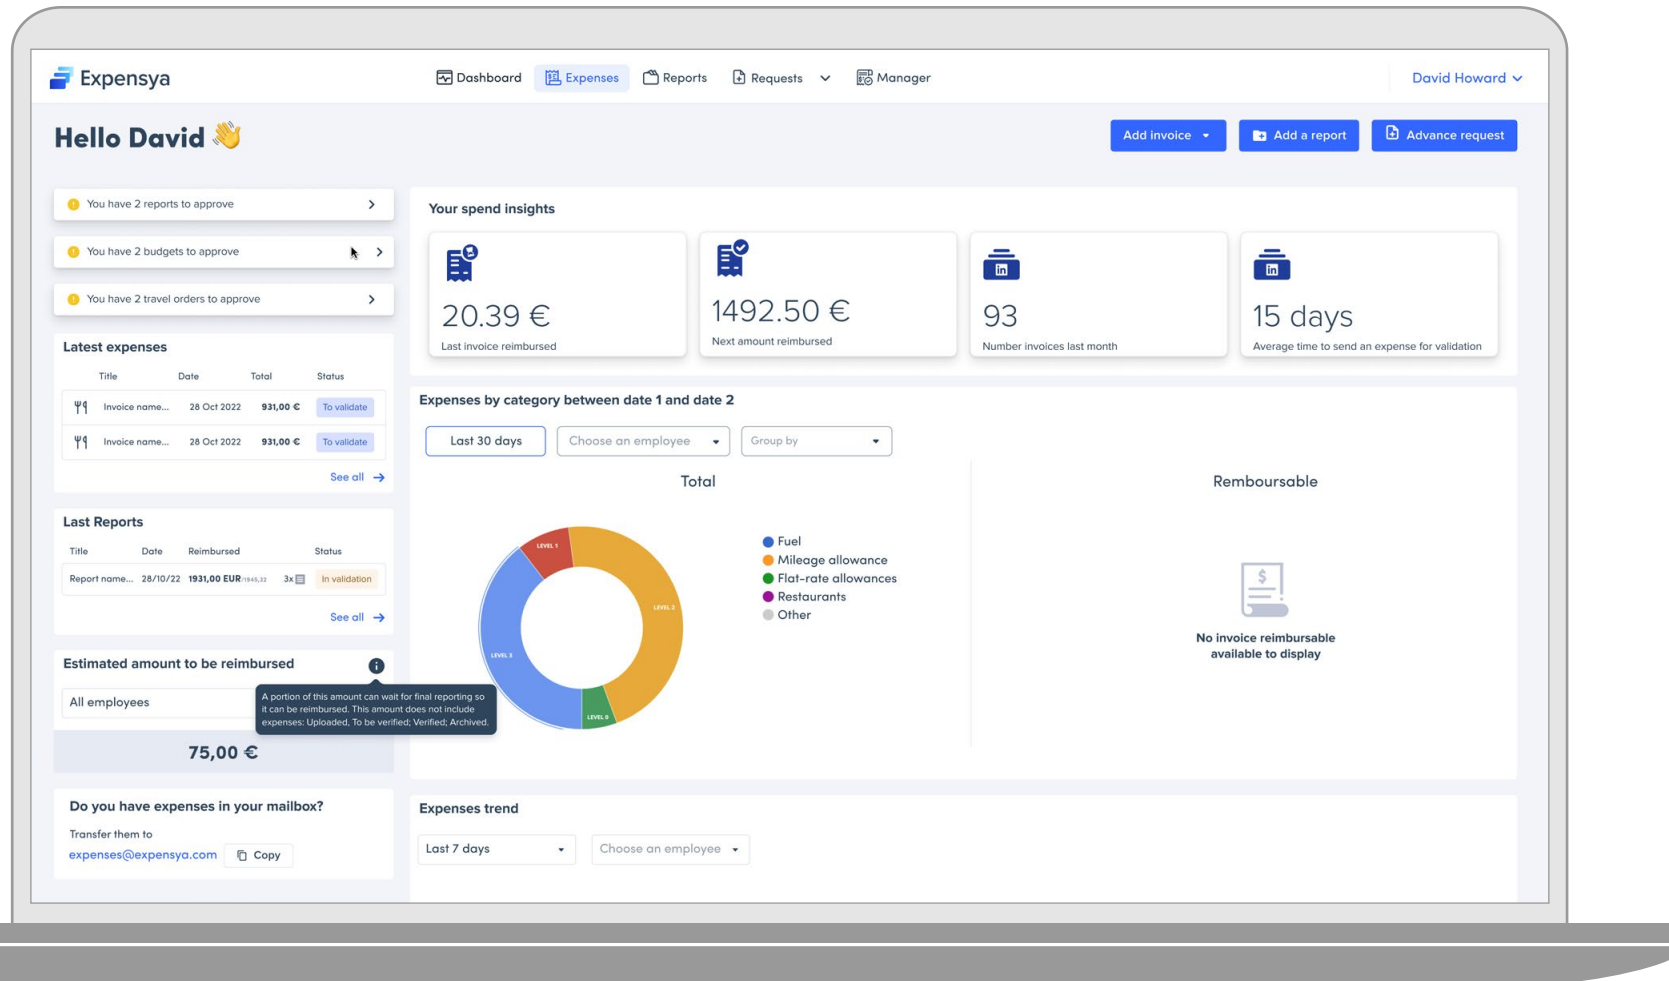 Expensya
Dashboard
Expenses
Reports
Requests
Manager
David Howard
Hello David
Add invoice
Add a report
Advance request
You have 2 reports to approve
You have 2 budgets to approve
You have 2 travel orders to approve
Latest expenses
Title Date Total Status
Invoice name... 28 Oct 2022 931,00 € To validate
Invoice name... 28 Oct 2022 931,00 € To validate
See all
Last Reports
Title Date Reimbursed Status
Report name... 28/10/22 1931,00 EUR/1945,32 3x In validation
See all
Estimated amount to be reimbursed
All employees
A portion of this amount can wait for final reporting so
it can be reimbursed. This amount does not include
expenses: Uploaded, To be verified; Verified; Archived.
75,00 €
Do you have expenses in your mailbox?
Transfer them to
expenses@expensya.com
Copy
Your spend insights
20.39 €
Last invoice reimbursed
1492.50 €
Next amount reimbursed
in
93
Number invoices last month
in
15 days
Average time to send an expense for validation
Expenses by category between date 1 and date 2
Last 30 days
Choose an employee
Group by
Total
LEVEL 1
LEVEL 2
LEVEL 3
LEVEL 0
Fuel
Mileage allowance
Flat-rate allowances
Restaurants
Other
Remboursable
$
No invoice reimbursable
available to display
Expenses trend
Last 7 days
Choose an employee